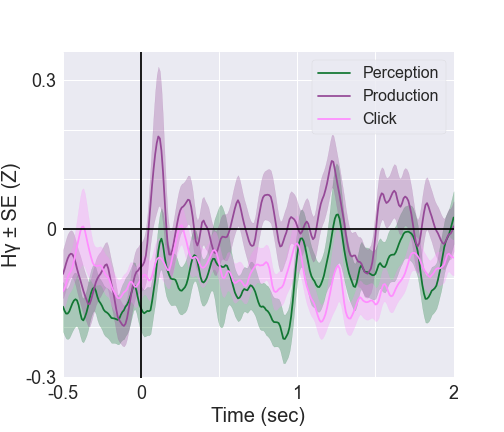 Perception
Production
Click
0.3
0
-0.3
Hγ ± SE (Z)
-0.5
0
1
2
Time (sec)